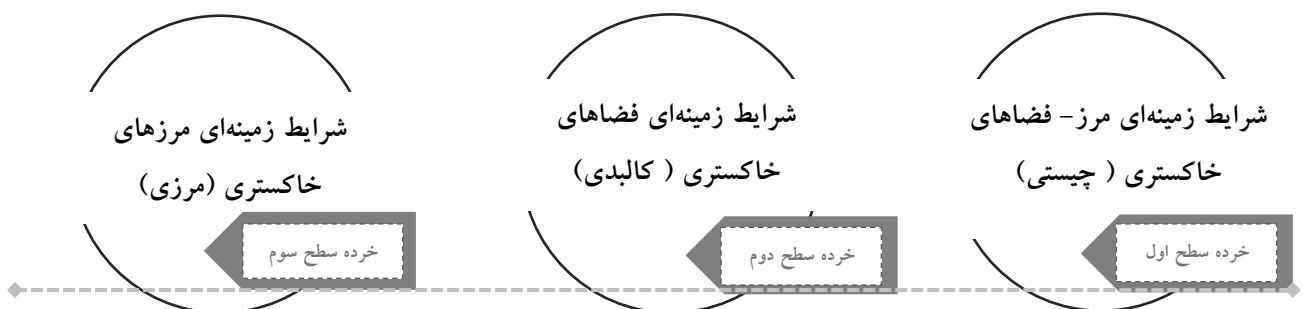 شرایط زمینه‌ای مرز- فضاهای
خاکستری ( چیستی)
خرده سطح اول
شرایط زمینه‌ای فضاهای
خاکستری ( کالبدی)
خرده سطح دوم
شرایط زمینه‌ای مرزهای
خاکستری (مرزی)
خرده سطح سوم